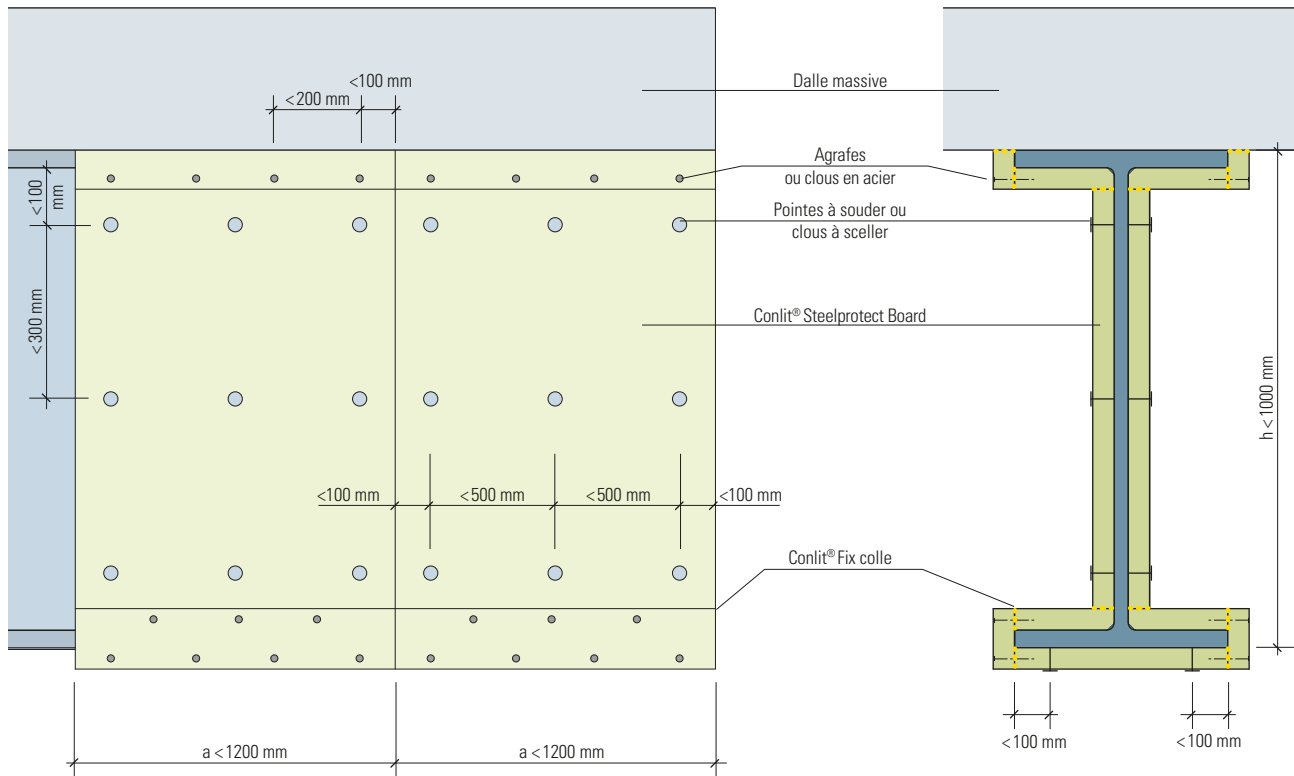 <100 mm
<200 mm
Dalle massive
Agrafes
ou clous en acier
<100
mm
Pointes à souder ou
clous à sceller
<300 mm
Conlit® Steelprotect Board
h <1000 mm
<100 mm
<500 mm
<500 mm
<100 mm
Conlit® Fix colle
<100 mm
<100 mm
a <1200 mm
a <1200 mm